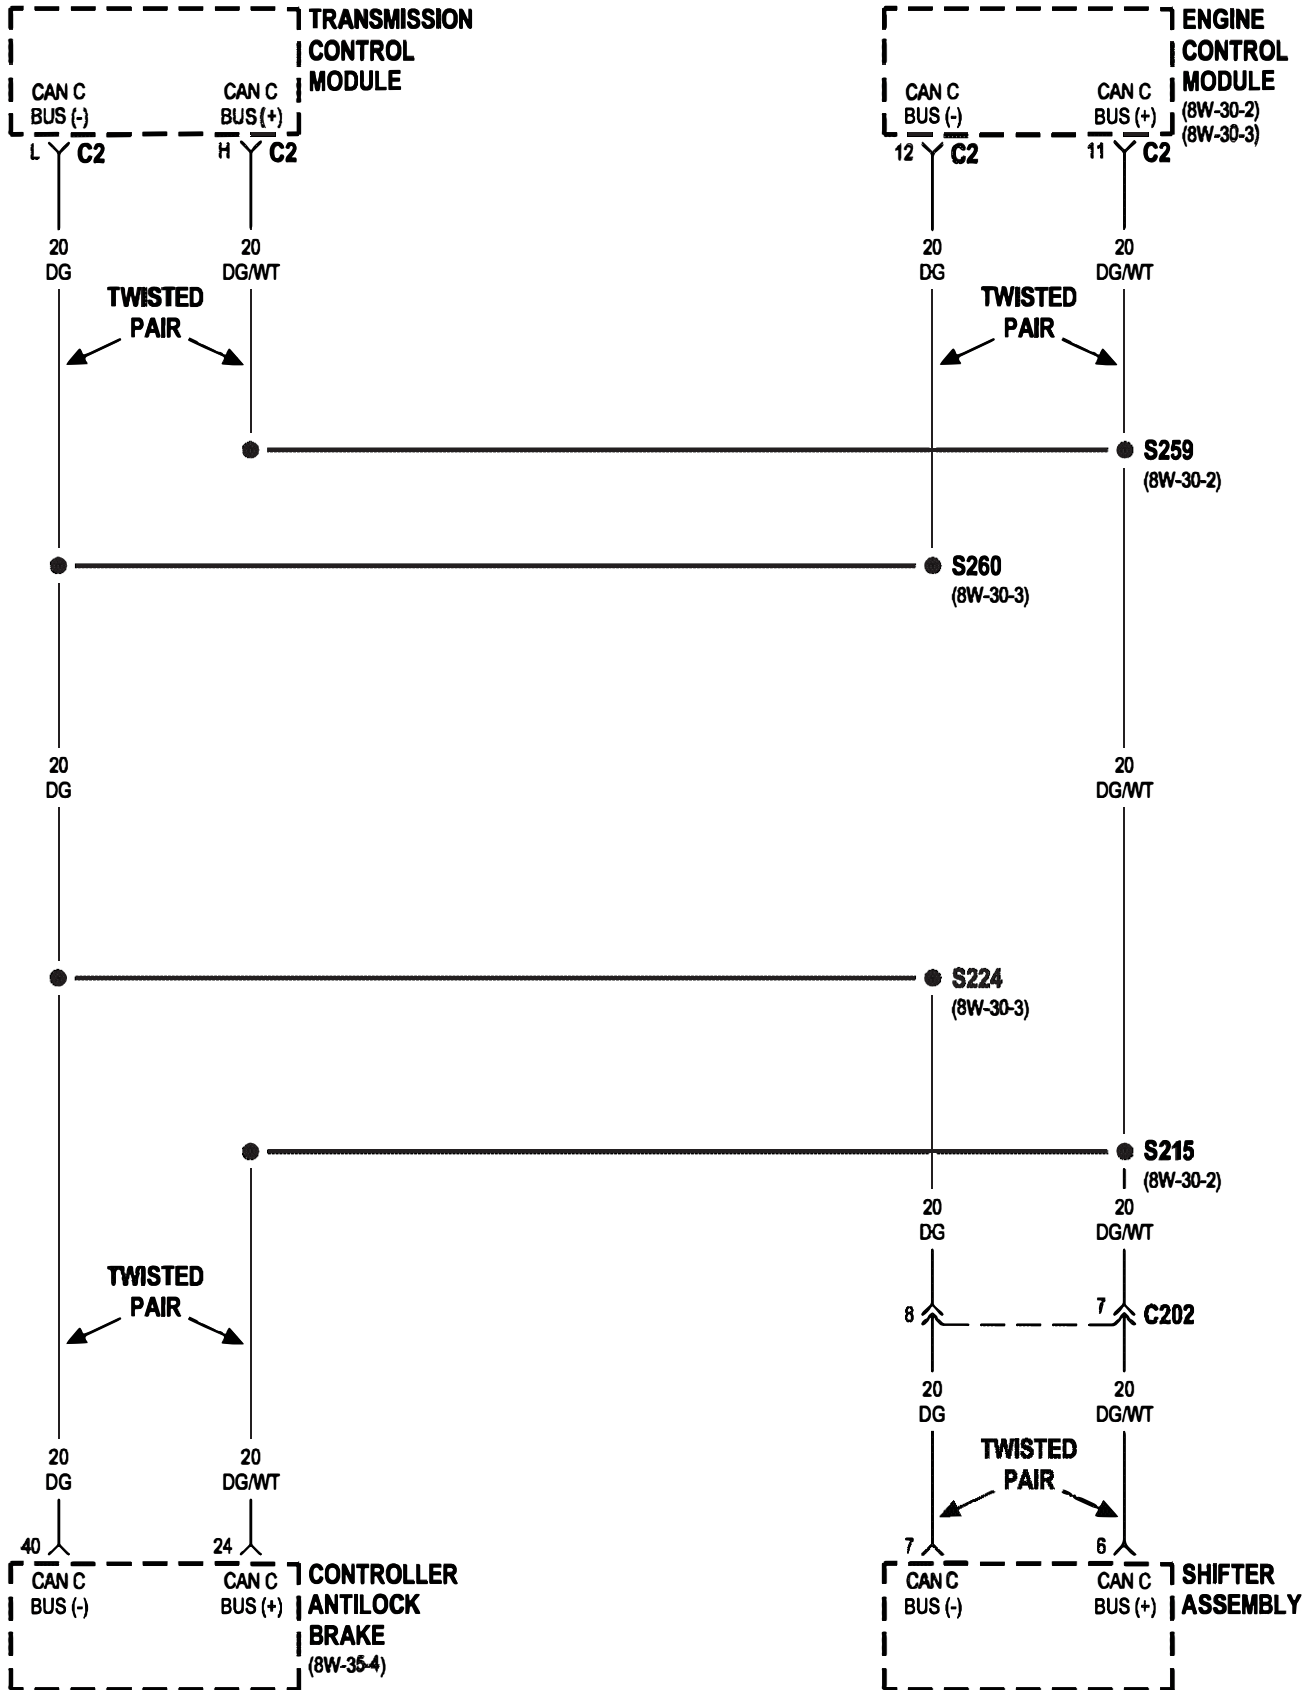 TRANSMISSION
CONTROL
MODULE
CAN C
BUS (-)
CAN C
BUS (+)
L
C2
H
C2
ENGINE
CONTROL
MODULE
(8W-30-2)
(8W-30-3)
CAN C
BUS (-)
CAN C
BUS (+)
12
C2
11
C2
20
DG
20
DG/WT
20
DG
20
DG/WT
TWISTED
PAIR
TWISTED
PAIR
S259
(8W-30-2)
S260
(8W-30-3)
20
DG
20
DG/WT
S224
(8W-30-3)
S215
(8W-30-2)
20
DG
20
DG/WT
TWISTED
PAIR
8
7
C202
20
DG
20
DG/WT
20
DG
20
DG/WT
TWISTED
PAIR
40
24
7
6
CAN C
BUS (-)
CAN C
BUS (+)
CONTROLLER
ANTILOCK
BRAKE
(8W-35-4)
CAN C
BUS (-)
CAN C
BUS (+)
SHIFTER
ASSEMBLY